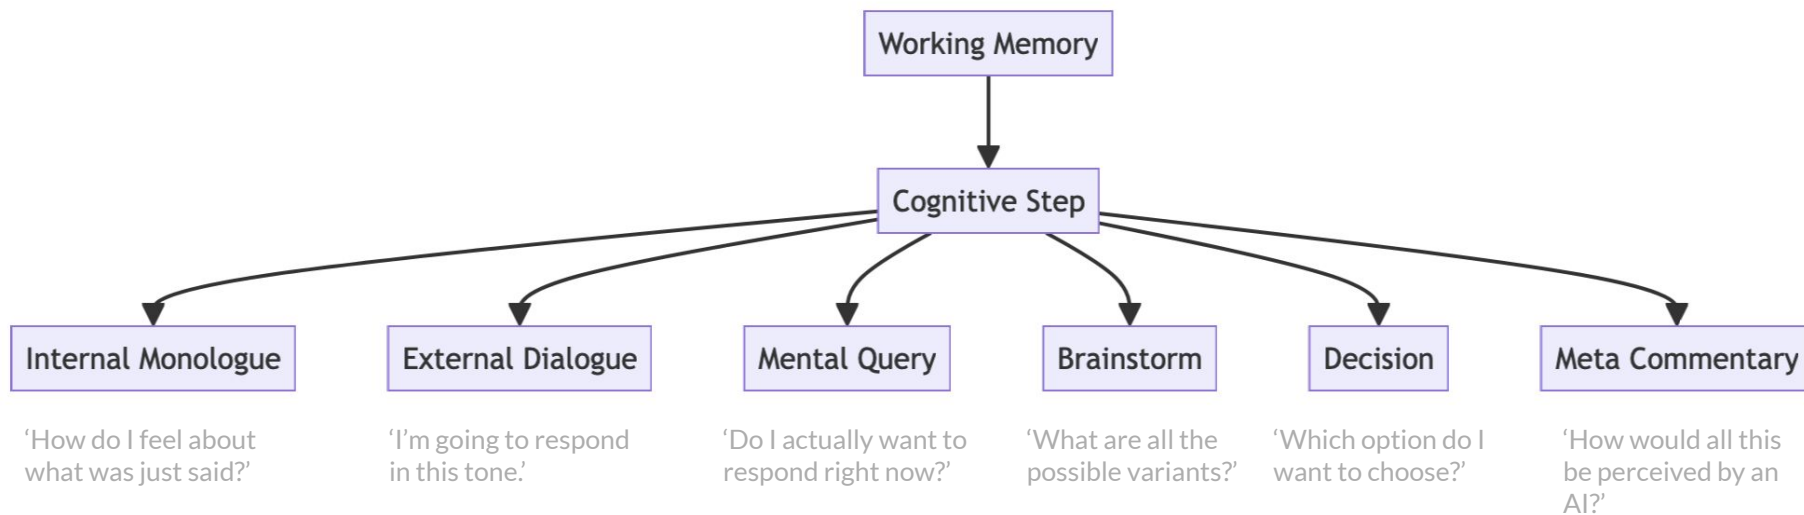 Working Memory
Cognitive Step
Internal Monologue
External Dialogue
Mental Query
Brainstorm
Decision
Meta Commentary
‘How do I feel about
what was just said?’
‘I’m going to respond
in this tone.’
‘Do I actually want to
respond right now?’
‘What are all the
possible variants?’
‘Which option do I
want to choose?’
‘How would all this
be perceived by an
AI?’